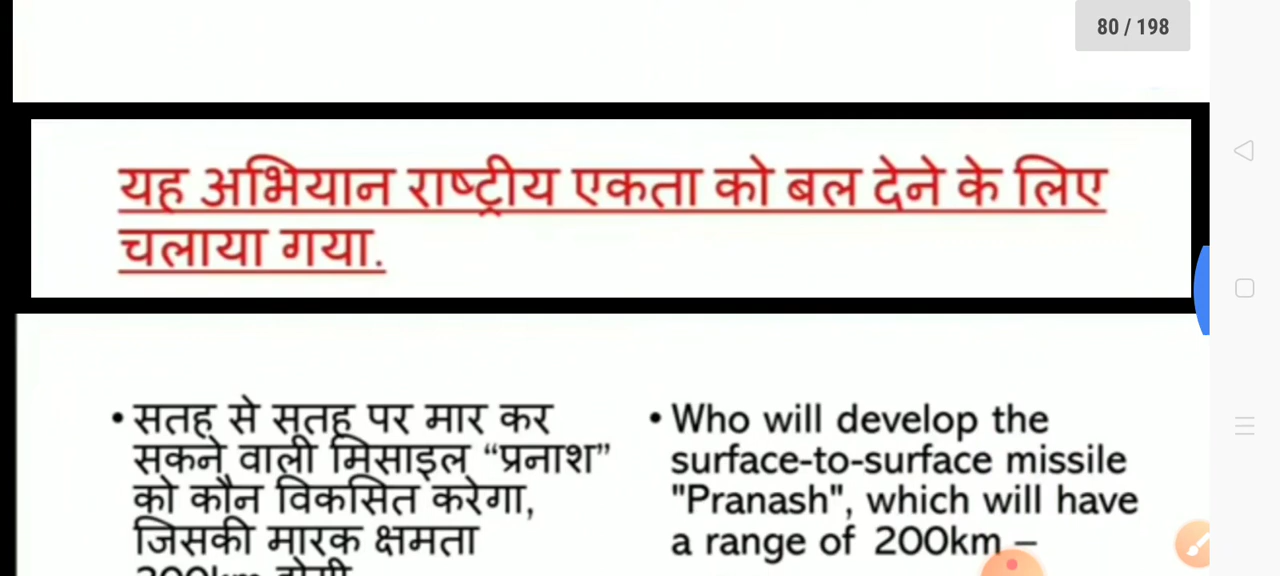 80 / 198
यह अभियान राष्ट्रीय एकता को बल देने के लिए
चलाया गया.
• सतह से सतह पर मार कर
सकने वाली मिसाइल “प्रनाश”
को कौन विकसित करेगा,
जिसकी मारक क्षमता
200km होगी
• Who will develop the
surface-to-surface missile
"Pranash", which will have
a range of 200km –